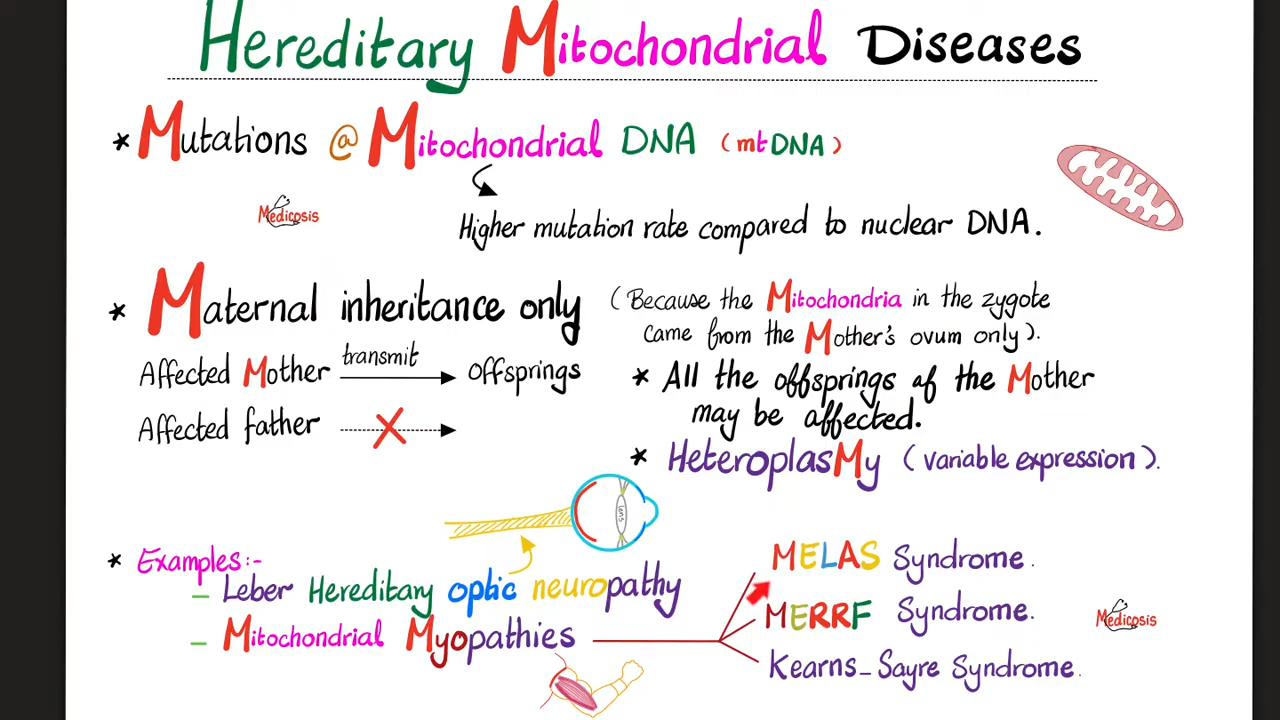 Hereditary Mitochondrial Diseases
* Mutations @ Mitochondrial DNA (mtDNA)
Medicosis
Higher mutation rate compared to nuclear DNA.
* Maternal inheritance only
(Because the Mitochondria in the zygote
came from the Mother's ovum only).
Affected Mother transmit offsprings
Affected father X
* All the offsprings of the Mother
may be affected.
* HeteroplasMy (variable expression).
lens
* Examples:-
- Leber Hereditary optic neuropathy
- Mitochondrial Myopathies
MELAS Syndrome.
MERRF Syndrome.
Kearns-Sayre Syndrome.
Medicosis